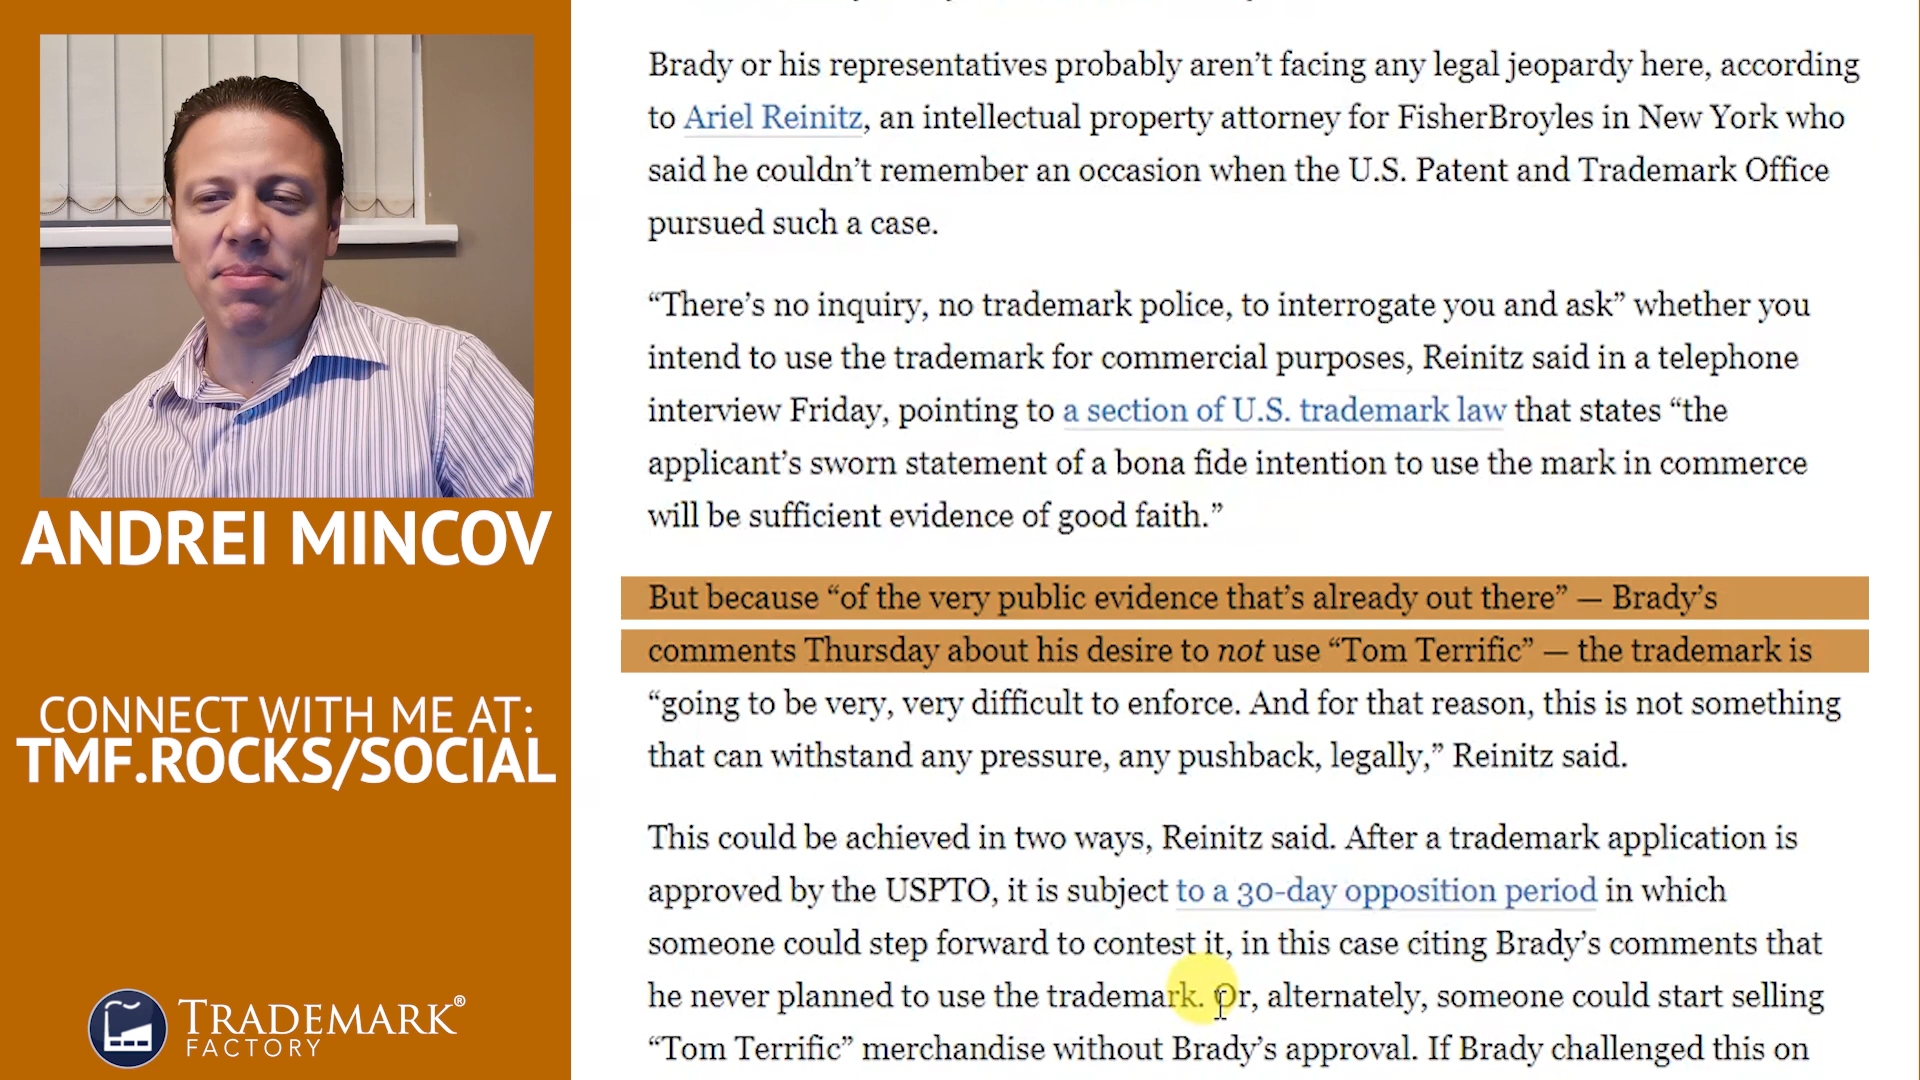 Brady or his representatives probably aren’t facing any legal jeopardy here, according
to Ariel Reinitz, an intellectual property attorney for FisherBroyles in New York who
said he couldn’t remember an occasion when the U.S. Patent and Trademark Office
pursued such a case.
“There’s no inquiry, no trademark police, to interrogate you and ask” whether you
intend to use the trademark for commercial purposes, Reinitz said in a telephone
interview Friday, pointing to a section of U.S. trademark law that states “the
applicant’s sworn statement of a bona fide intention to use the mark in commerce
will be sufficient evidence of good faith.”
But because “of the very public evidence that’s already out there” — Brady’s
comments Thursday about his desire to not use “Tom Terrific” — the trademark is
“going to be very, very difficult to enforce. And for that reason, this is not something
that can withstand any pressure, any pushback, legally,” Reinitz said.
This could be achieved in two ways, Reinitz said. After a trademark application is
approved by the USPTO, it is subject to a 30-day opposition period in which
someone could step forward to contest it, in this case citing Brady’s comments that
he never planned to use the trademark. Or, alternately, someone could start selling
“Tom Terrific” merchandise without Brady’s approval. If Brady challenged this on
ANDREI MINCOV
CONNECT WITH ME AT:
TMF.ROCKS/SOCIAL
TRADEMARK®
FACTORY